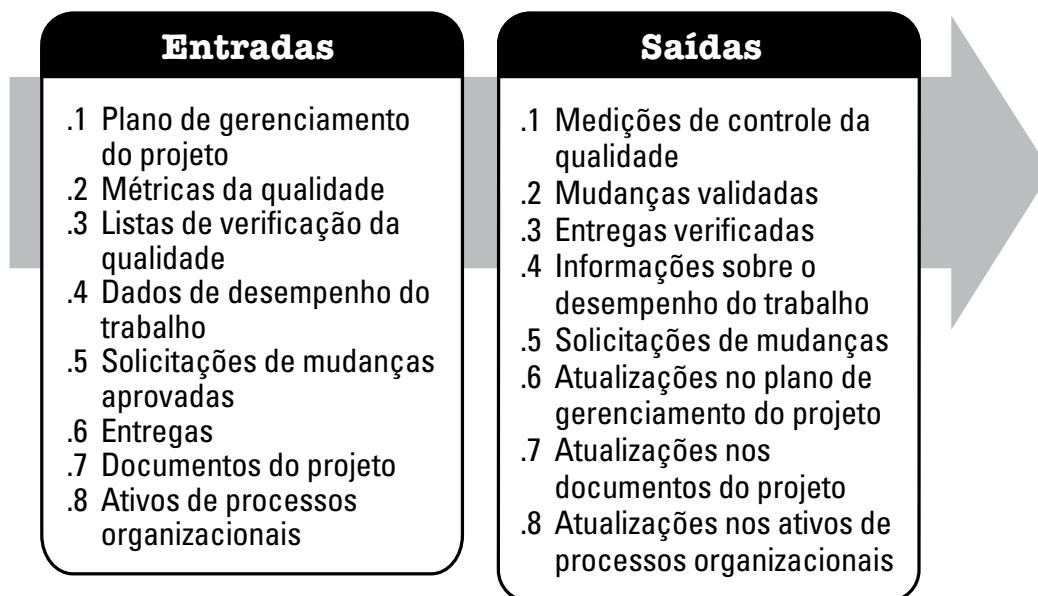 Entradas
.1 Plano de gerenciamento
do projeto
.2 Métricas da qualidade
.3 Listas de verificação da
qualidade
.4 Dados de desempenho do
trabalho
.5 Solicitações de mudanças
aprovadas
.6 Entregas
.7 Documentos do projeto
.8 Ativos de processos
organizacionais
Saídas
.1 Medições de controle da
qualidade
.2 Mudanças validadas
.3 Entregas verificadas
.4 Informações sobre o
desempenho do trabalho
.5 Solicitações de mudanças
.6 Atualizações no plano de
gerenciamento do projeto
.7 Atualizações nos
documentos do projeto
.8 Atualizações nos ativos de
processos organizacionais